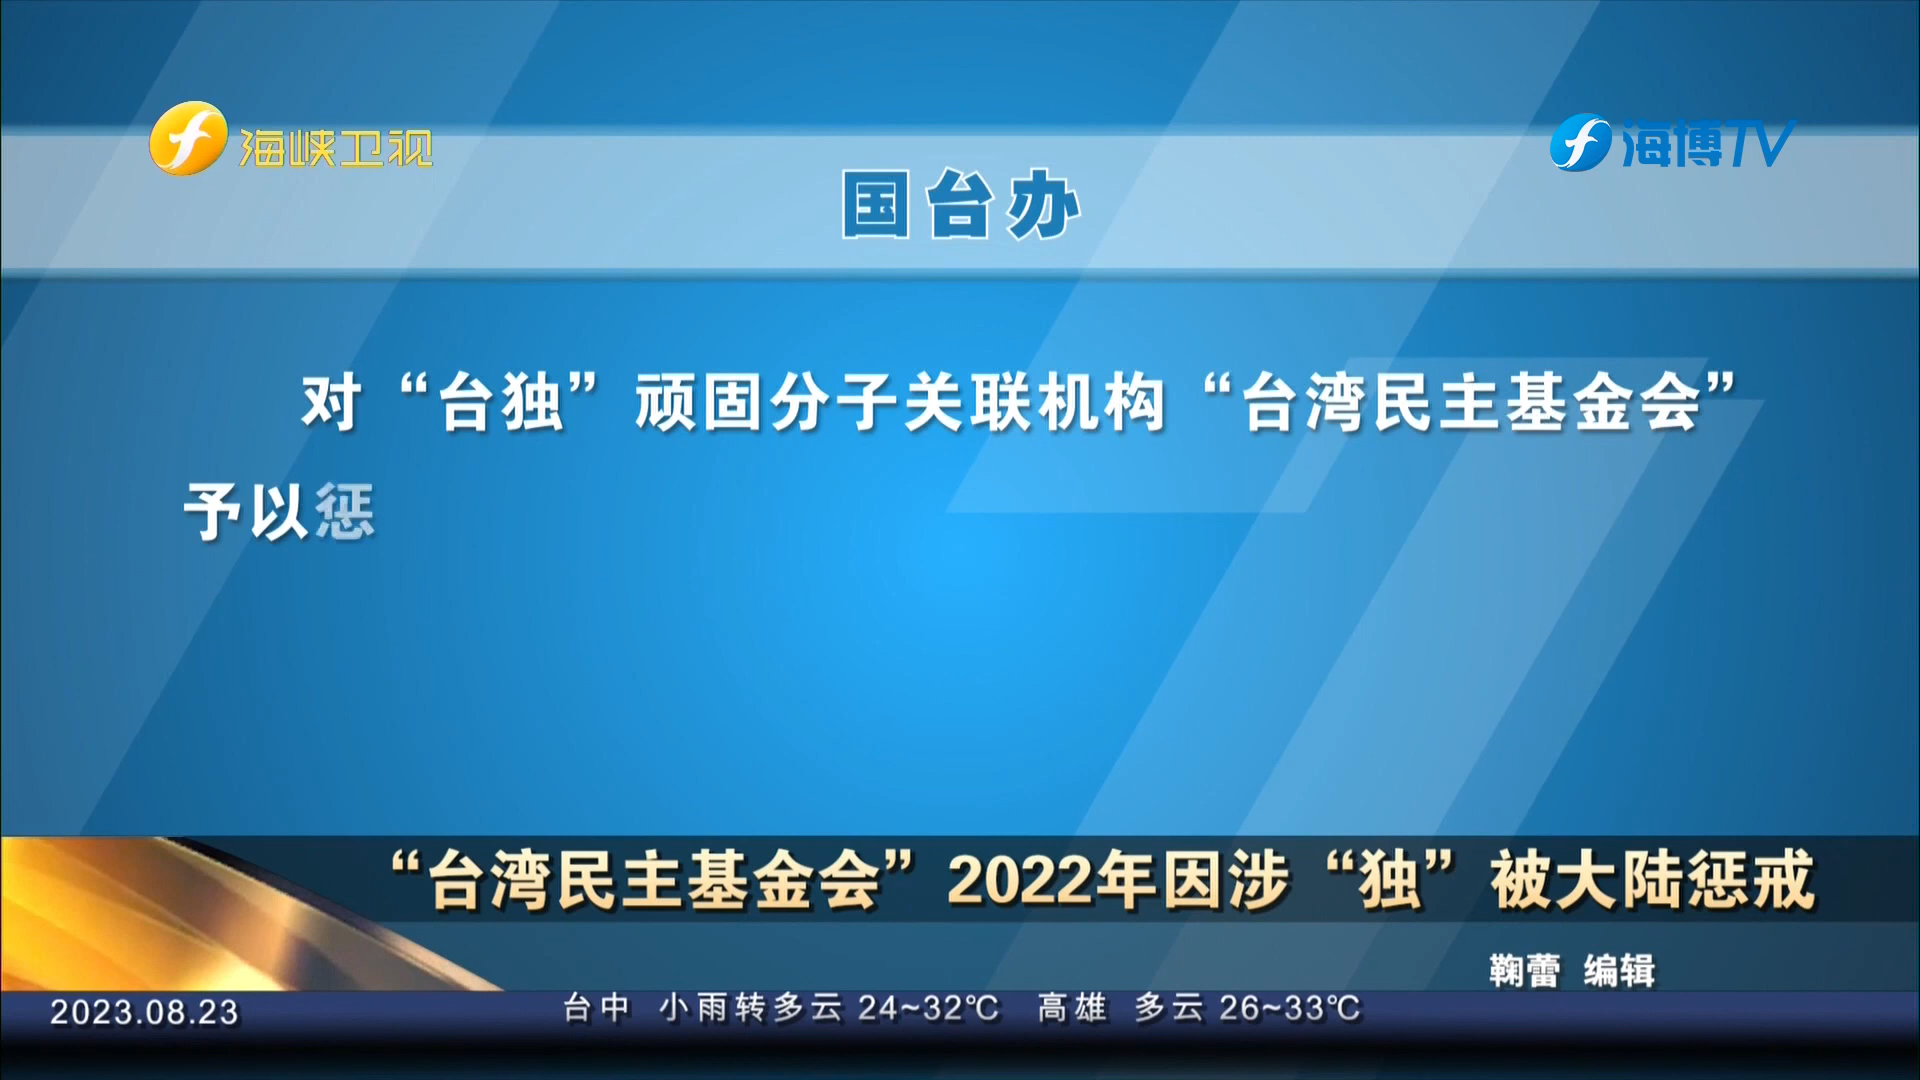 海峡卫视
海博TV
国台办
对“台独”顽固分子关联机构“台湾民主基金会”
予以惩
“台湾民主基金会”2022年因涉“独”被大陆惩戒
鞠蕾 编辑
2023.08.23
台中 小雨转多云 24~32℃ 高雄 多云 26~33℃